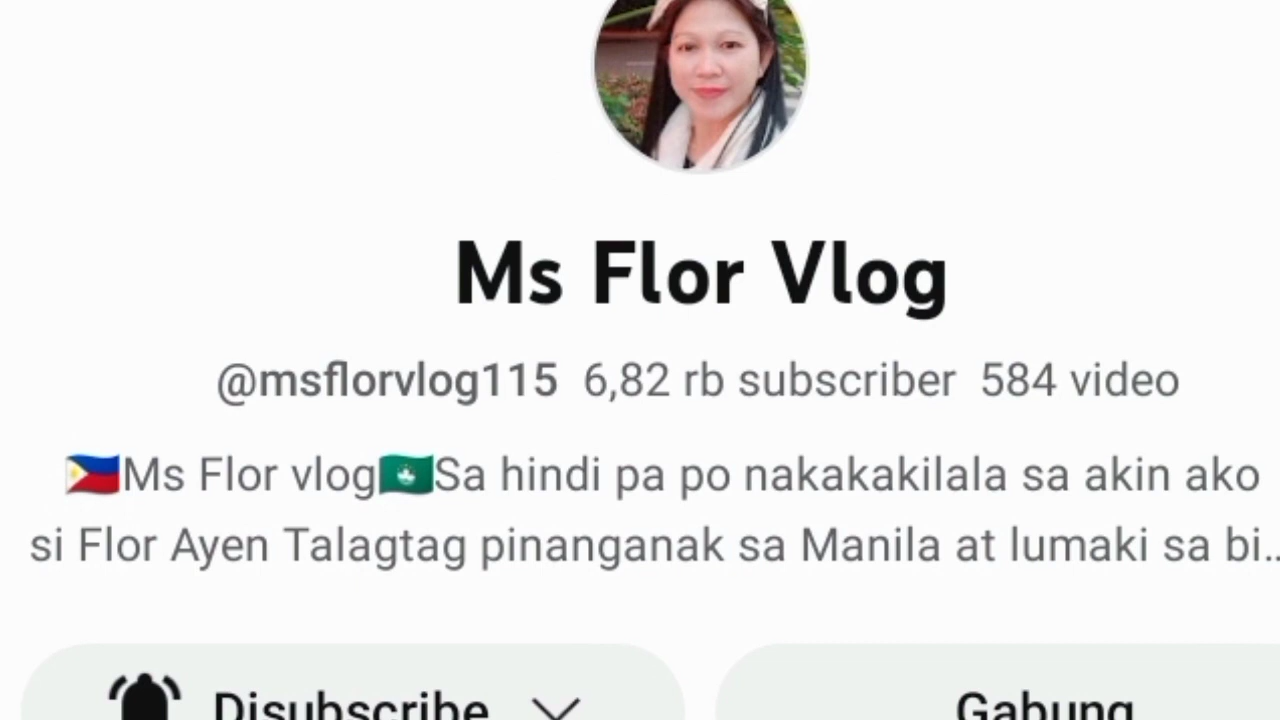 Ms Flor Vlog
@msflorvlog115 6,82 rb subscriber 584 video
🇵🇭Ms Flor vlog🇲🇴Sa hindi pa po nakakakilala sa akin ako
si Flor Ayen Talagtag pinanganak sa Manila at lumaki sa bi...
Disubscribe
Gabung